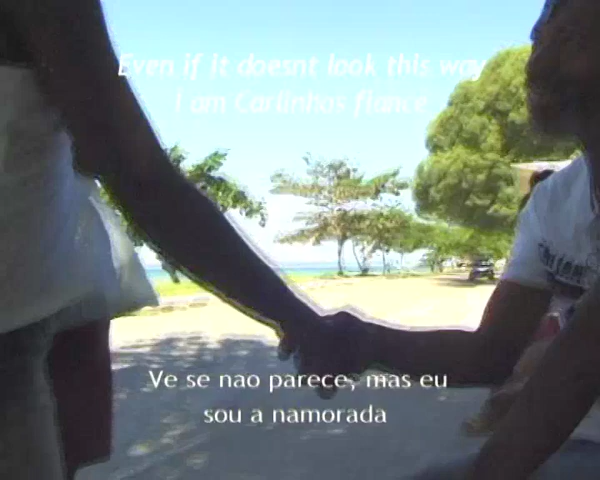 Even if it doesnt look this way
I am Carlinhos fiance
Ve se nao parece, mas eu
sou a namorada